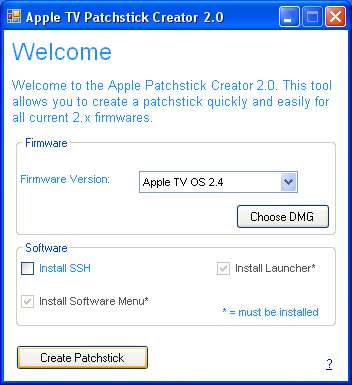 Apple TV Patchstick Creator 2.0
Welcome
Welcome to the Apple Patchstick Creator 2.0. This tool
allows you to create a patchstick quickly and easily for
all current 2.x firmwares.
Firmware
Firmware Version:
Apple TV OS 2.4
Choose DMG
Software
Install SSH
Install Launcher*
Install Software Menu*
* = must be installed
Create Patchstick
?